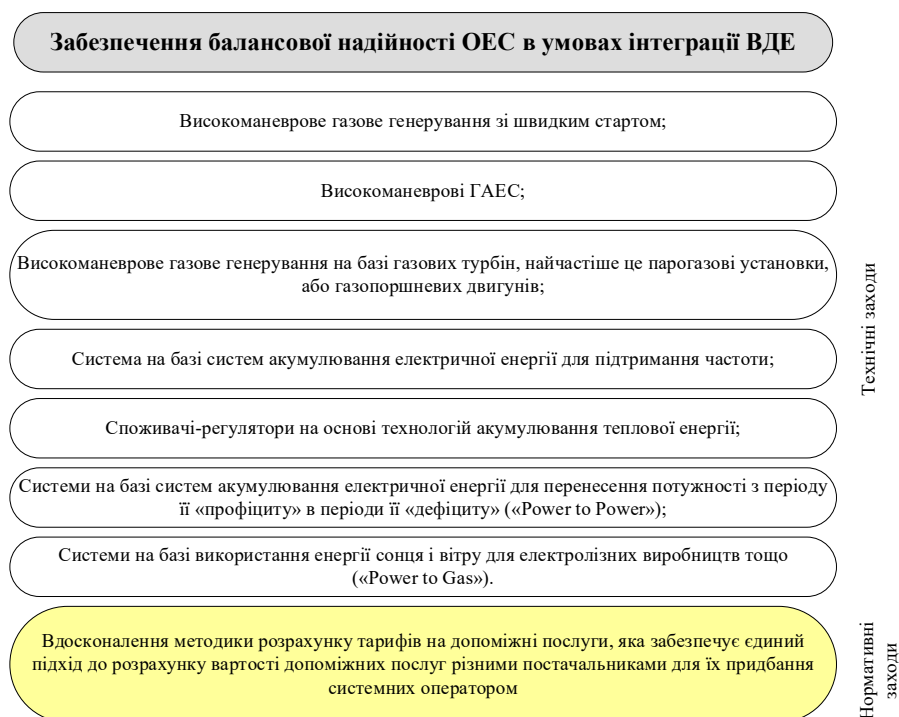 Забезпечення балансової надійності ОЕС в умовах інтеграції ВДЕ
Високоманеврове газове генерування зі швидким стартом;
Високоманеврові ГАЕС;
Високоманеврове газове генерування на базі газових турбін, найчастіше це парогазові установки,
або газопоршневих двигунів;
Система на базі систем акумулювання електричної енергії для підтримання частоти;
Споживачі-регулятори на основі технологій акумулювання теплової енергії;
Системи на базі систем акумулювання електричної енергії для перенесення потужності з періоду
її «профіциту» в періоди її «дефіциту» («Power to Power»);
Системи на базі використання енергії сонця і вітру для електролізних виробництв тощо
(«Power to Gas»).
Технічні заходи
Вдосконалення методики розрахунку тарифів на допоміжні послуги, яка забезпечує єдиний
підхід до розрахунку вартості допоміжних послуг різними постачальниками для їх придбання
системних оператором
Нормативні
заходи